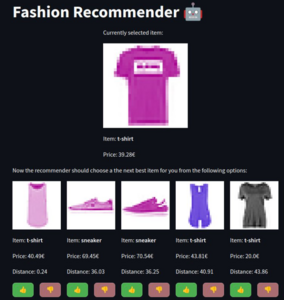 Fashion Recommender 🤖
Currently selected item:
Item: t-shirt
Price: 39.28€
Now the recommender should choose a the next best item for you from the following options:
Item: t-shirt Item: sneaker Item: sneaker Item: t-shirt Item: t-shirt
Price: 40.49€ Price: 69.45€ Price: 70.54€ Price: 43.81€ Price: 20.0€
Distance: 0.24 Distance: 36.03 Distance: 36.25 Distance: 40.91 Distance: 43.86